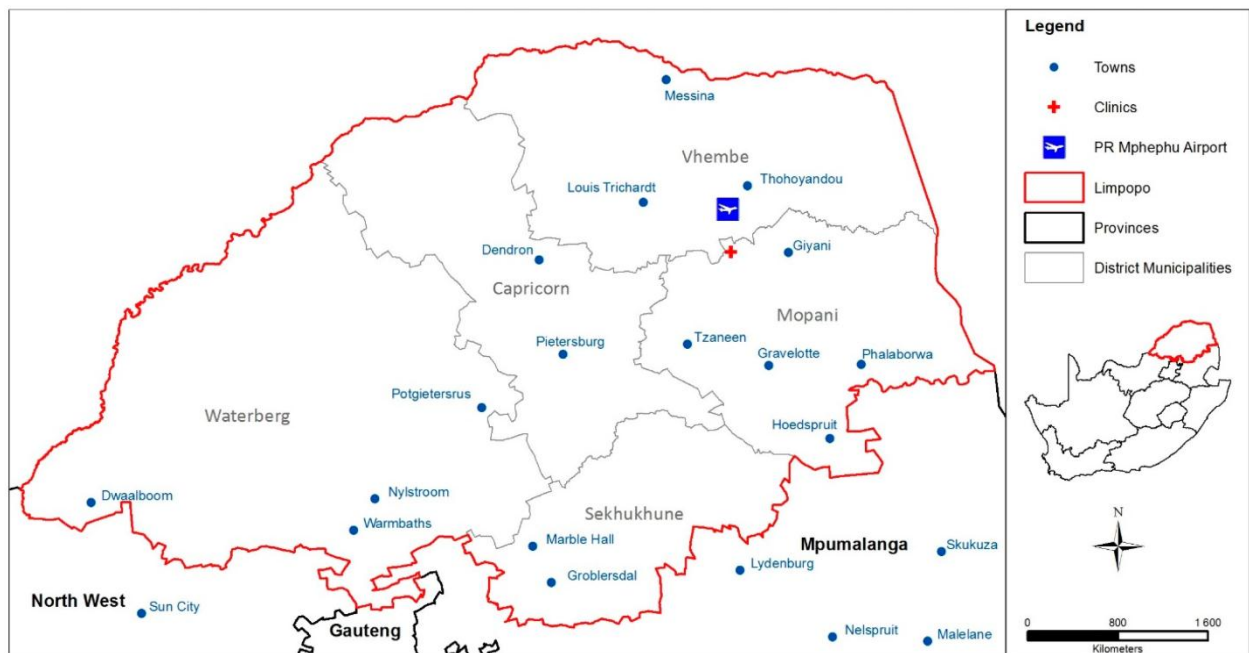 Messina
Vhembe
Thohoyandou
Louis Trichardt
Giyani
Dendron
Capricorn
Mopani
Tzaneen
Pietersburg
Gravelotte
Phalaborwa
Potgietersrus
Waterberg
Hoedspruit
Dwaalboom
Nylstroom
Sekhukhune
Warmbaths
Marble Hall
Mpumalanga
Skukuza
Lydenburg
Groblersdal
North West
Sun City
Gauteng
Nelspruit
Malelane
Legend
Towns
Clinics
PR Mphephu Airport
Limpopo
Provinces
District Municipalities
N
0 800 1 600
Kilometers